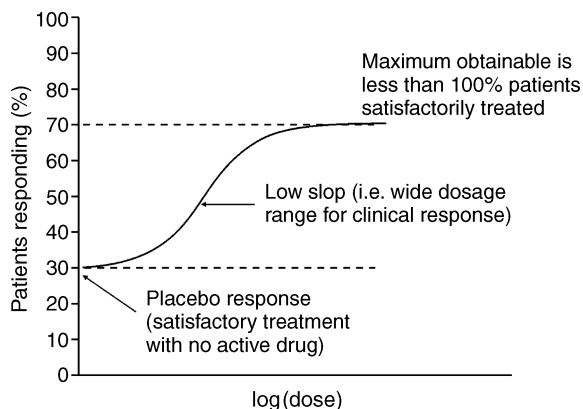 100
90
80
70
60
50
40
30
20
10
0
Patients responding (%)
Maximum obtainable is
less than 100% patients
satisfactorily treated
Low slop (i.e. wide dosage
range for clinical response)
Placebo response
(satisfactory treatment
with no active drug)
log(dose)